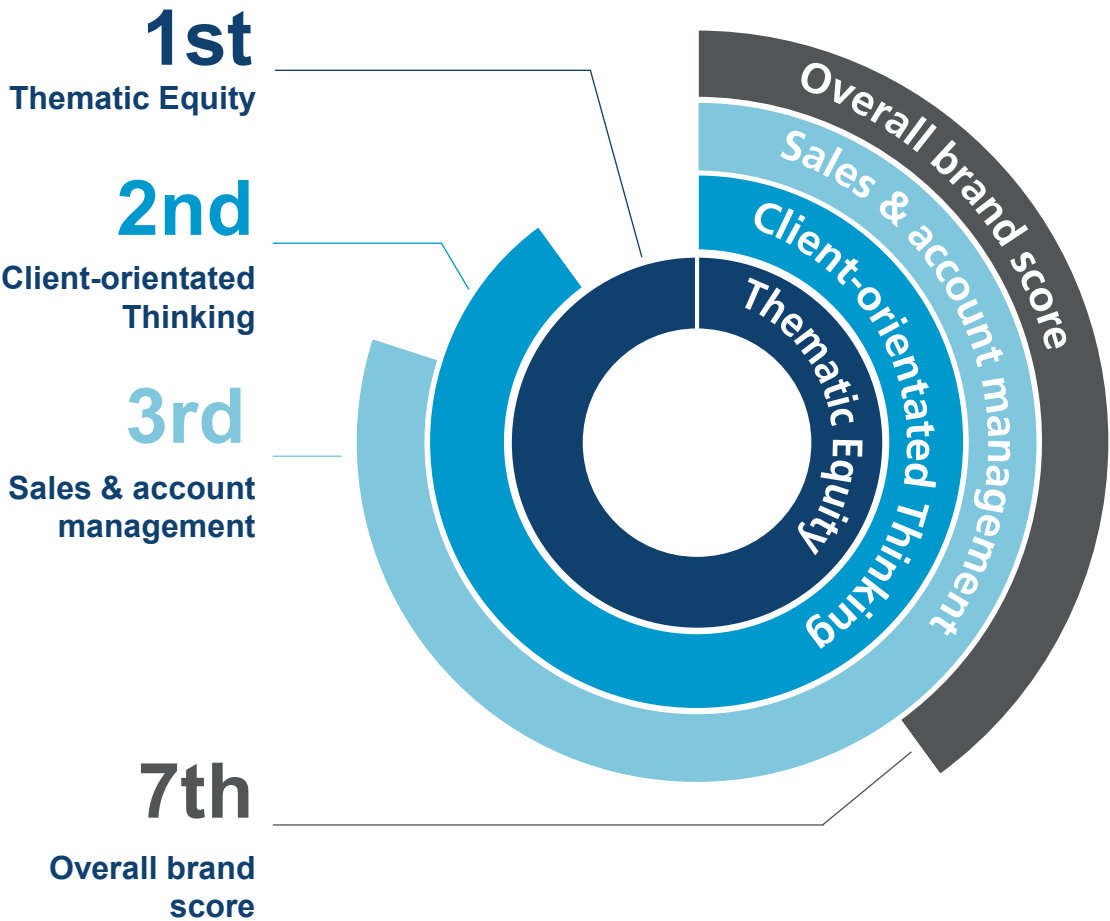 1st
Thematic Equity
2nd
Client-orientated
Thinking
3rd
Sales & account
management
7th
Overall brand
score
Overall brand score
Sales & account management
Client-orientated Thinking
Thematic Equity